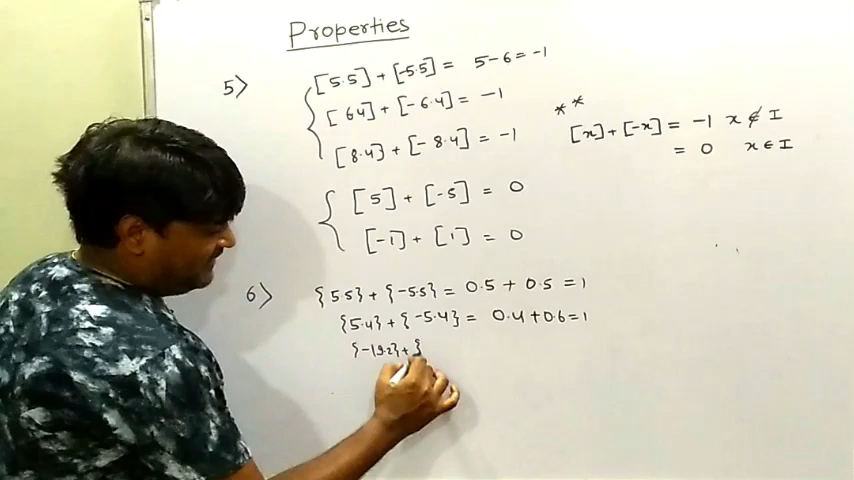 Properties
5> [5.5] + [-5.5] = 5-6 = -1
[6.4] + [-6.4] = -1
[8.4] + [-8.4] = -1
** [x] + [-x] = -1 x ∉ I
= 0 x ∈ I
[5] + [-5] = 0
[-1] + [1] = 0
6> {5.5} + {-5.5} = 0.5 + 0.5 = 1
{5.4} + {-5.4} = 0.4 + 0.6 = 1
{-19.2} + {